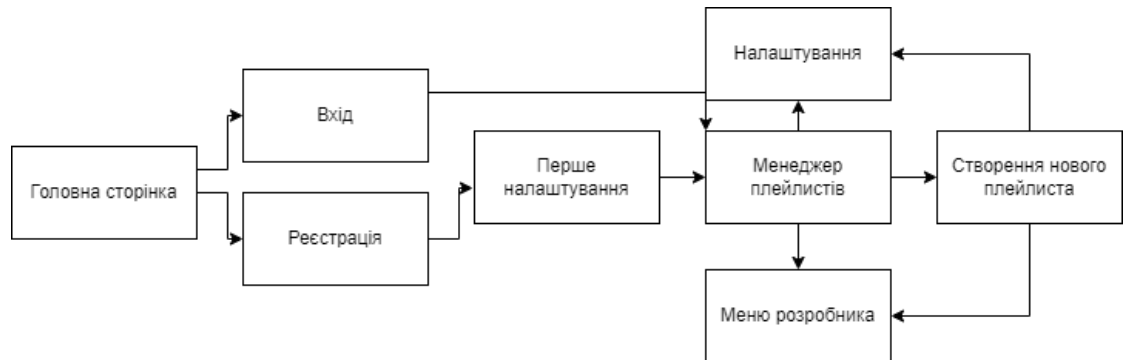 Налаштування
Вхід
Перше
налаштування
Менеджер
плейлистів
Створення нового
плейлиста
Головна сторінка
Реєстрація
Меню розробника